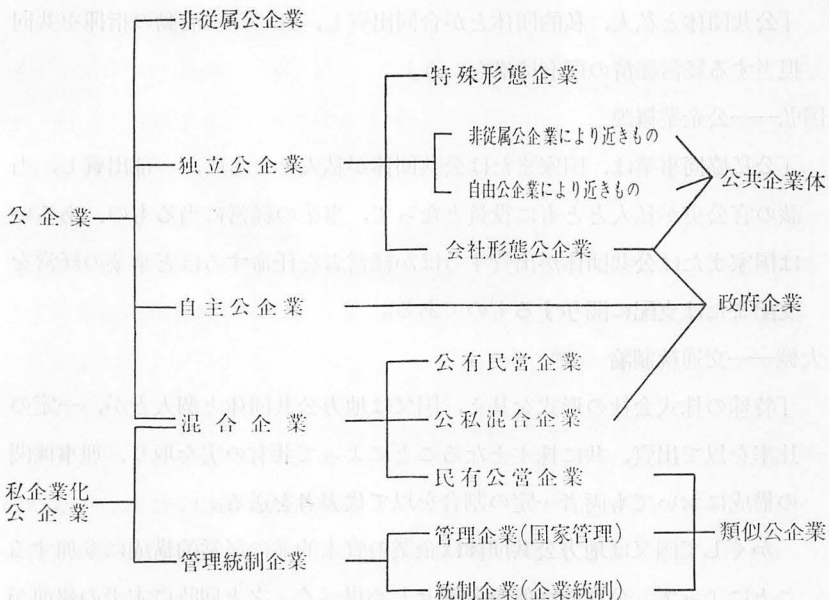 非従属公企業
特殊形態企業
非従属公企業により近きもの
独立公企業
自由公企業により近きもの
公共企業体
公企業
会社形態公企業
自主公企業
政府企業
公有民営企業
混合企業
公私混合企業
民有公営企業
私企業化
公企業
管理企業(国家管理)
類似公企業
管理統制企業
統制企業(企業統制)